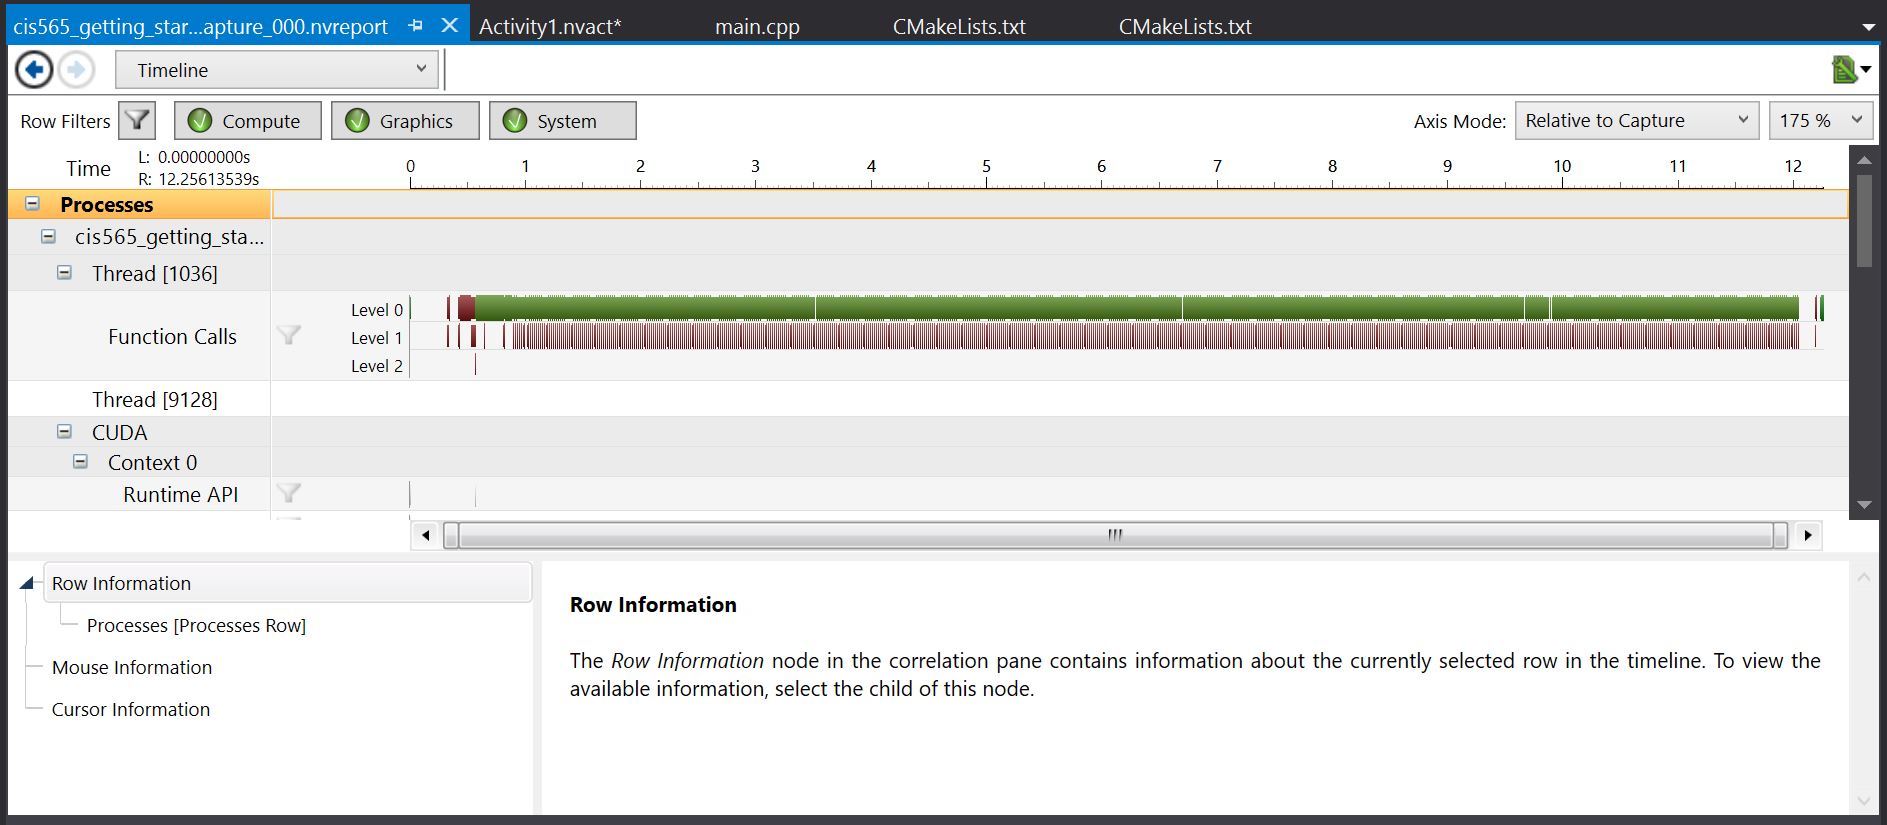 cis565_getting_star...apture_000.nvreport Activity1.nvact* main.cpp CMakeLists.txt CMakeLists.txt
Timeline
Row Filters Compute Graphics System Axis Mode: Relative to Capture 175 %
Time L: 0.00000000s
R: 12.25613539s
0 1 2 3 4 5 6 7 8 9 10 11 12
Processes
cis565_getting_sta...
Thread [1036]
Function Calls
Level 0
Level 1
Level 2
Thread [9128]
CUDA
Context 0
Runtime API
Row Information
Processes [Processes Row]
Mouse Information
Cursor Information
Row Information
The Row Information node in the correlation pane contains information about the currently selected row in the timeline. To view the
available information, select the child of this node.